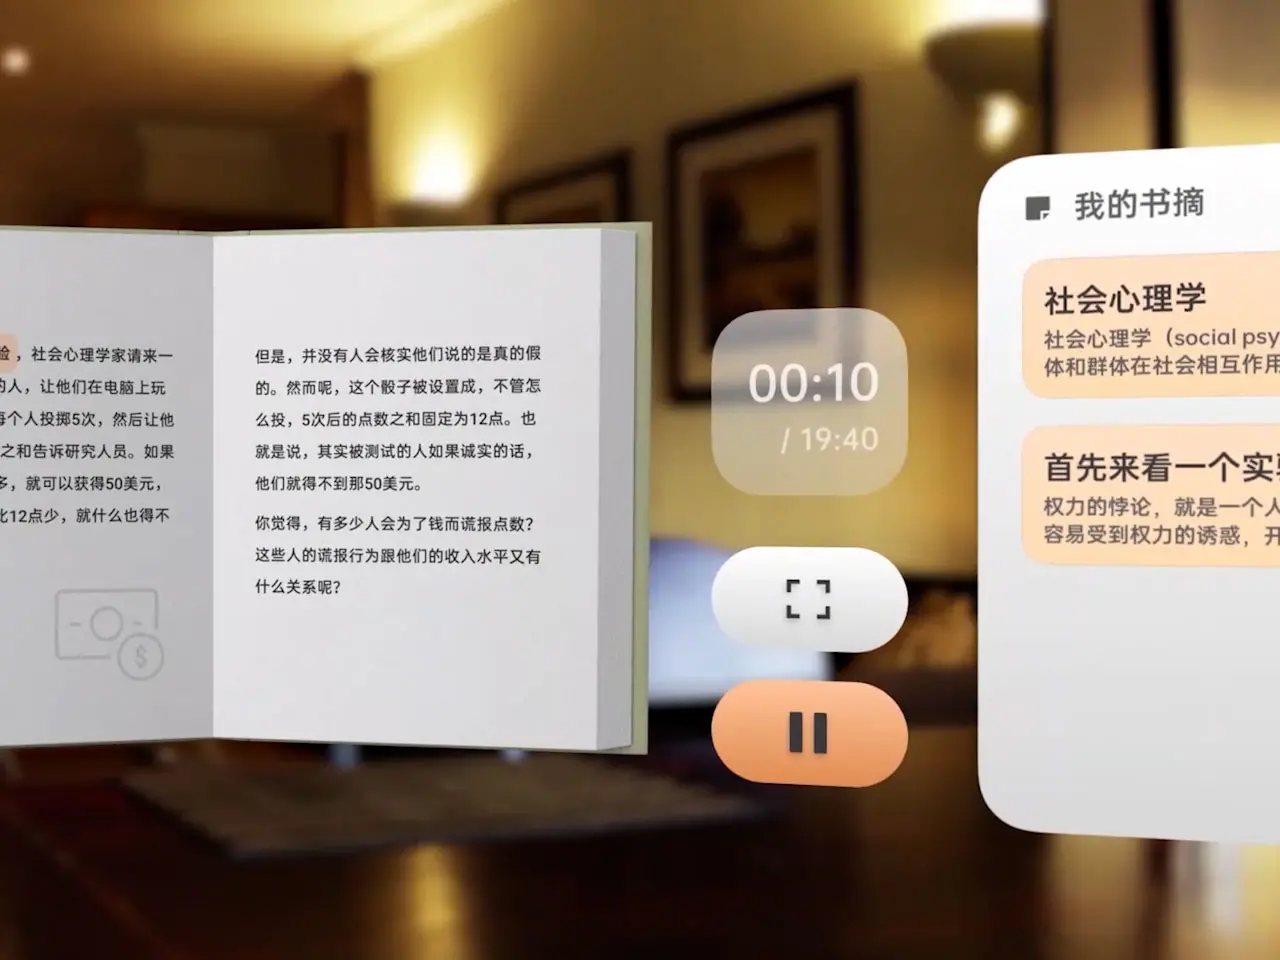 验，社会心理学家请来一
的人，让他们在电脑上玩
每个人投掷5次，然后让他
之和告诉研究人员。如果
多，就可以获得50美元，
比12点少，就什么也得不
但是，并没有人会核实他们说的是真的假
的。然而呢，这个骰子被设置成，不管怎
么投，5次后的点数之和固定为12点。也
就是说，其实被测试的人如果诚实的话，
他们就得不到那50美元。
你觉得，有多少人会为了钱而谎报点数？
这些人的谎报行为跟他们的收入水平又有
什么关系呢？
$
00:10
/ 19:40
我的书摘
社会心理学
社会心理学（social psy
体和群体在社会相互作用
首先来看一个实验
权力的悖论，就是一个人
容易受到权力的诱惑，开